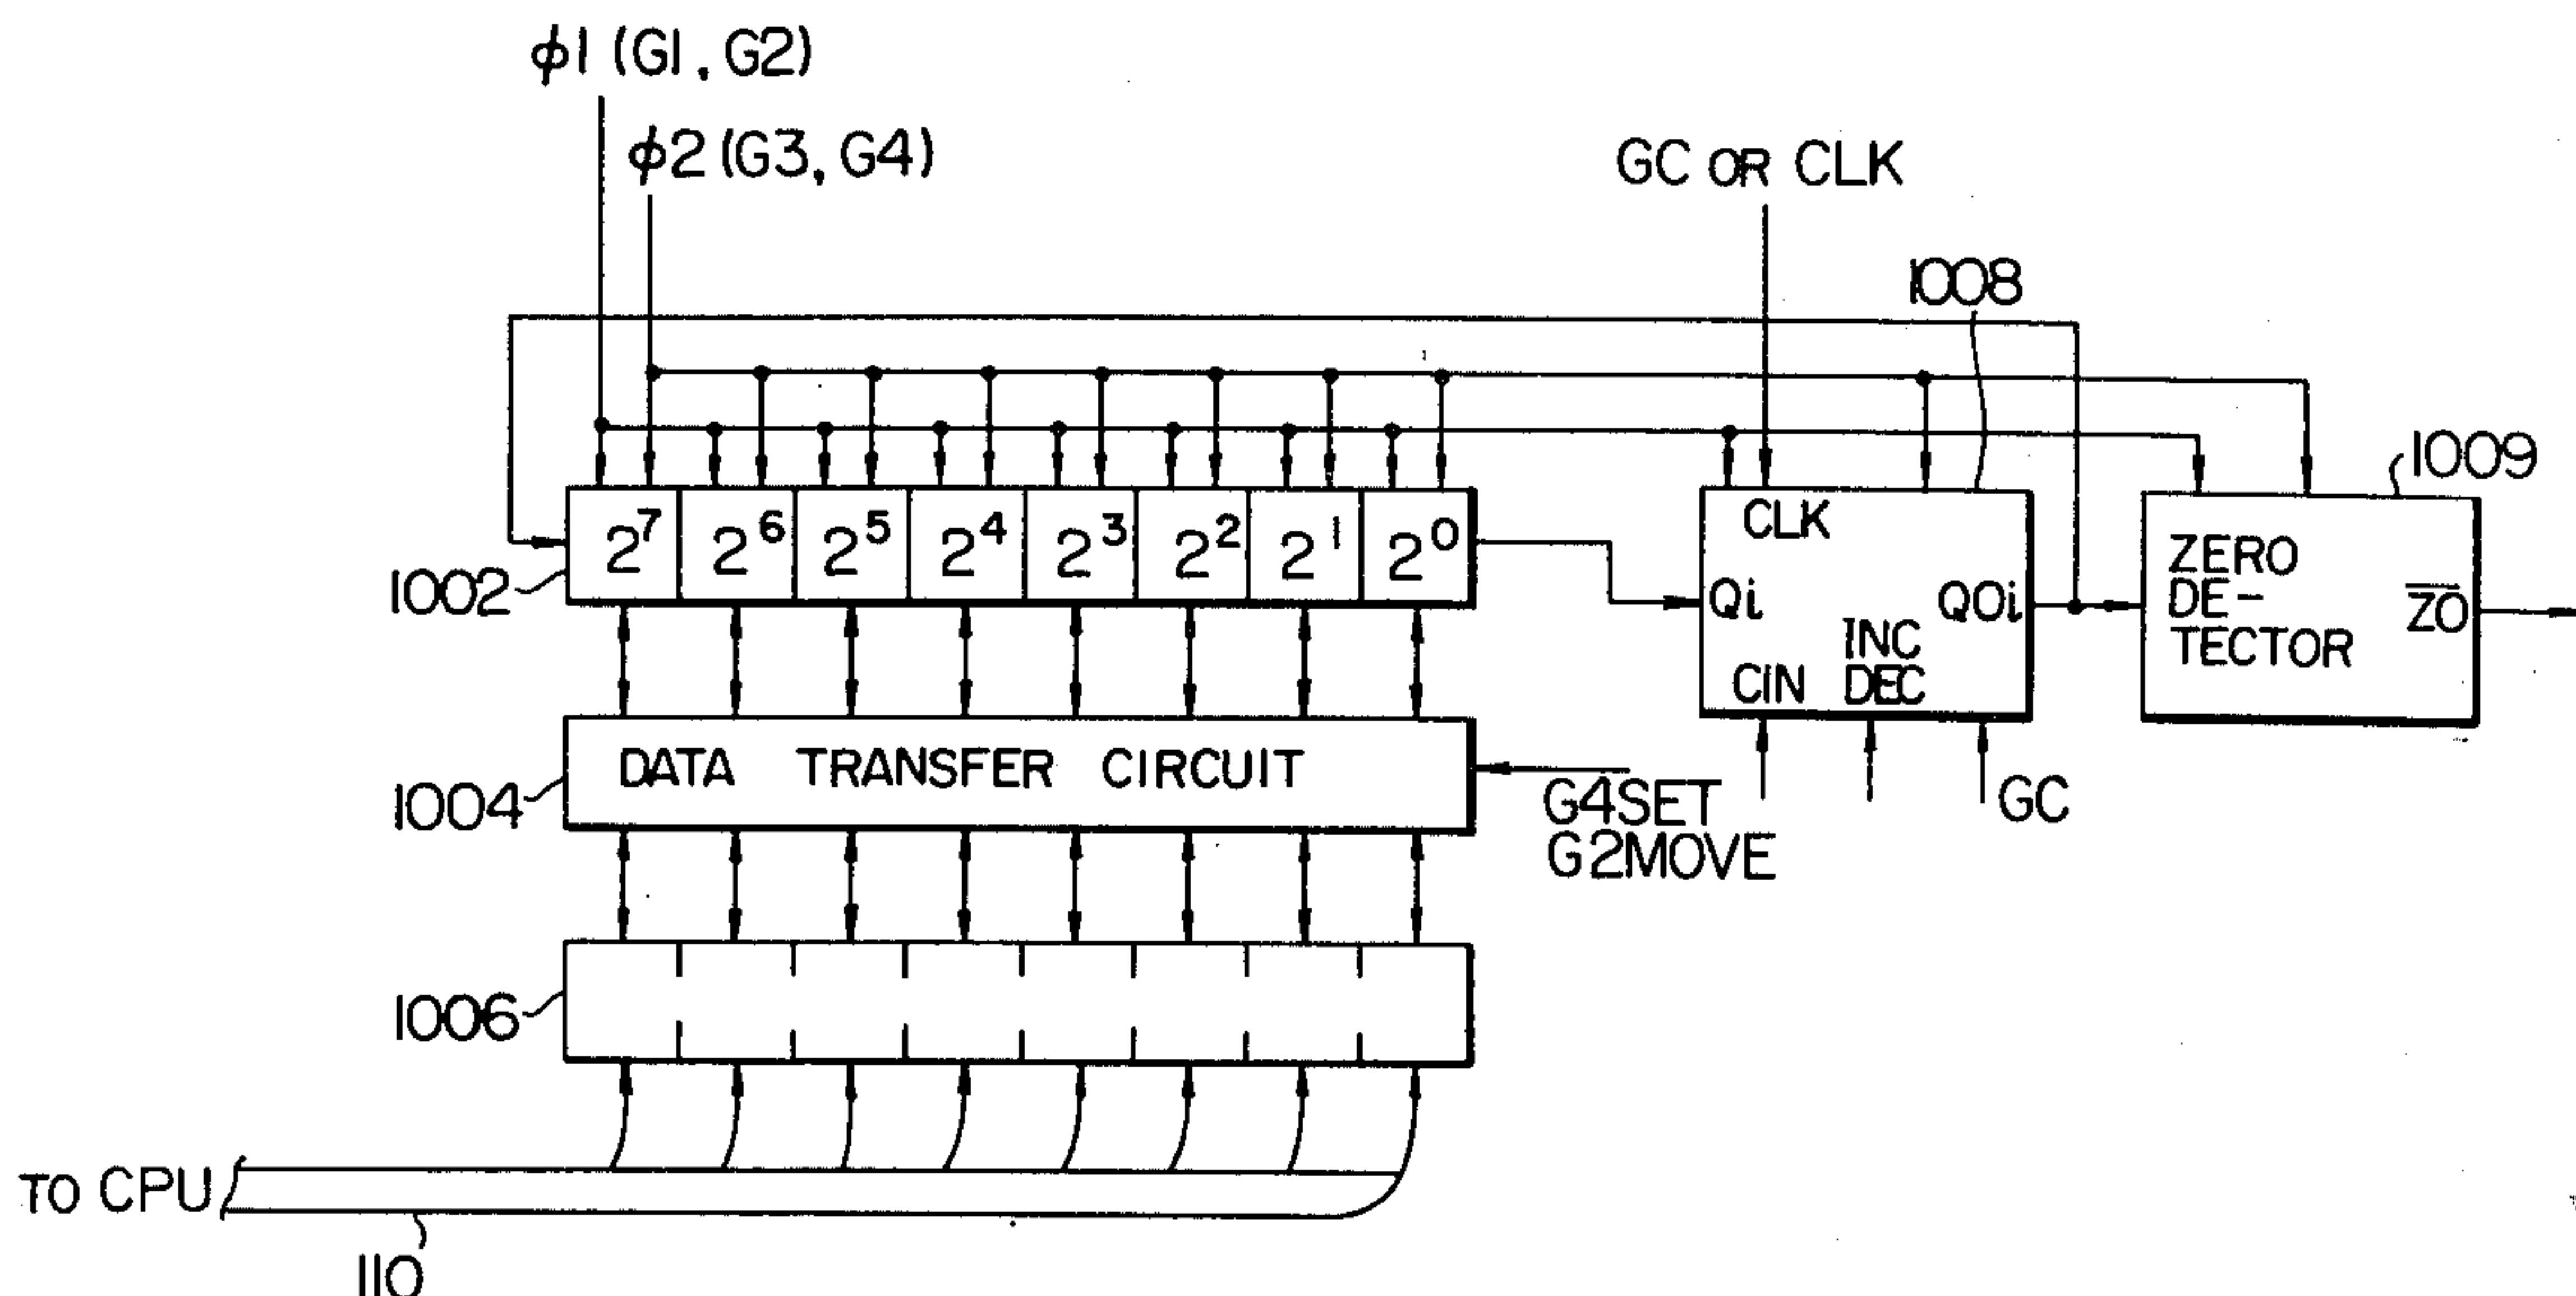 φ1 (G1, G2)
φ2 (G3, G4)
GC OR CLK
1008
1009
1002
2⁷ 2⁶ 2⁵ 2⁴ 2³ 2² 2¹ 2⁰
CLK
Qi
QOi
INC
DEC
CIN
GC
ZERO
DE-
TECTOR
Z̅O̅
1004
DATA TRANSFER CIRCUIT
G4SET
G2MOVE
1006
TO CPU
110